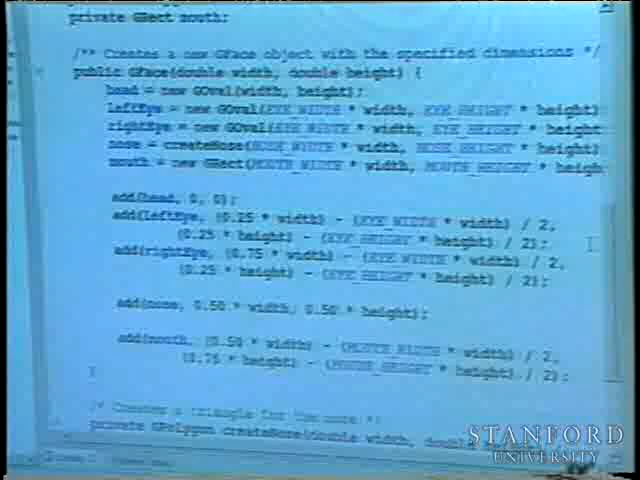 private GRect mouth;
/** Creates a new GFace object with the specified dimensions */
public GFace(double width, double height) {
head = new GOval(width, height);
leftEye = new GOval(EYE_WIDTH * width, EYE_HEIGHT * height)
rightEye = new GOval(EYE_WIDTH * width, EYE_HEIGHT * height)
nose = createNose(NOSE_WIDTH * width, NOSE_HEIGHT * height)
mouth = new GRect(MOUTH_WIDTH * width, MOUTH_HEIGHT * heigh
add(head, 0, 0);
add(leftEye, (0.25 * width) - (EYE_WIDTH * width) / 2,
(0.25 * height) - (EYE_HEIGHT * height) / 2);
add(rightEye, (0.75 * width) - (EYE_WIDTH * width) / 2,
(0.25 * height) - (EYE_HEIGHT * height) / 2);
add(nose, 0.50 * width, 0.50 * height);
add(mouth, (0.50 * width) - (MOUTH_WIDTH * width) / 2,
(0.75 * height) - (MOUTH_HEIGHT * height) / 2);
}
/* Creates a triangle for the nose */
private GPolygon createNose(double width, double
STANFORD
UNIVERSITY